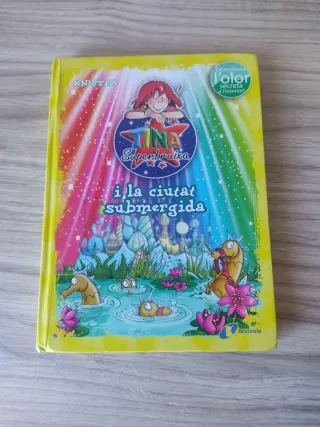 KNISTER
l'olor
secreta
TINA
Superbruixa
i la ciutat
submergida
Bruixola